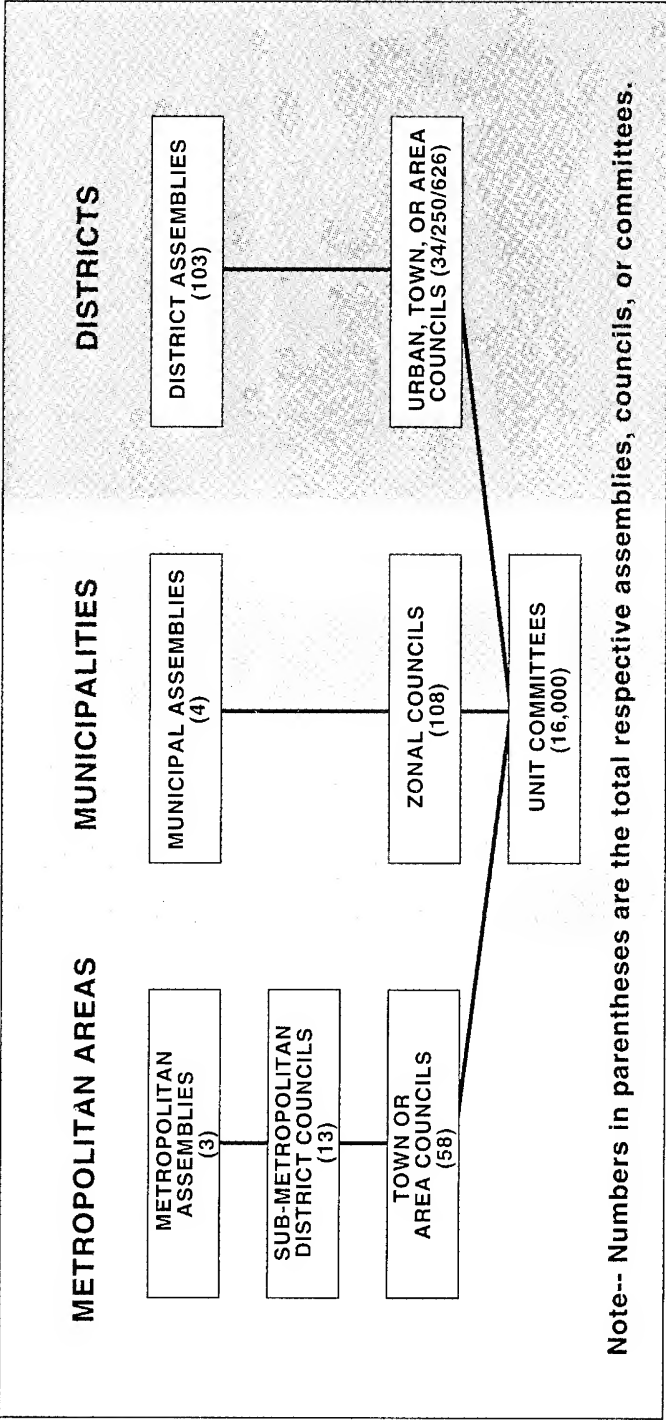 METROPOLITAN AREAS
METROPOLITAN
ASSEMBLIES
(3)
SUB-METROPOLITAN
DISTRICT COUNCILS
(13)
TOWN OR
AREA COUNCILS
(58)
MUNICIPALITIES
MUNICIPAL ASSEMBLIES
(4)
ZONAL COUNCILS
(108)
UNIT COMMITTEES
(16,000)
DISTRICTS
DISTRICT ASSEMBLIES
(103)
URBAN, TOWN, OR AREA
COUNCILS (34/250/626)
Note-- Numbers in parentheses are the total respective assemblies, councils, or committees.